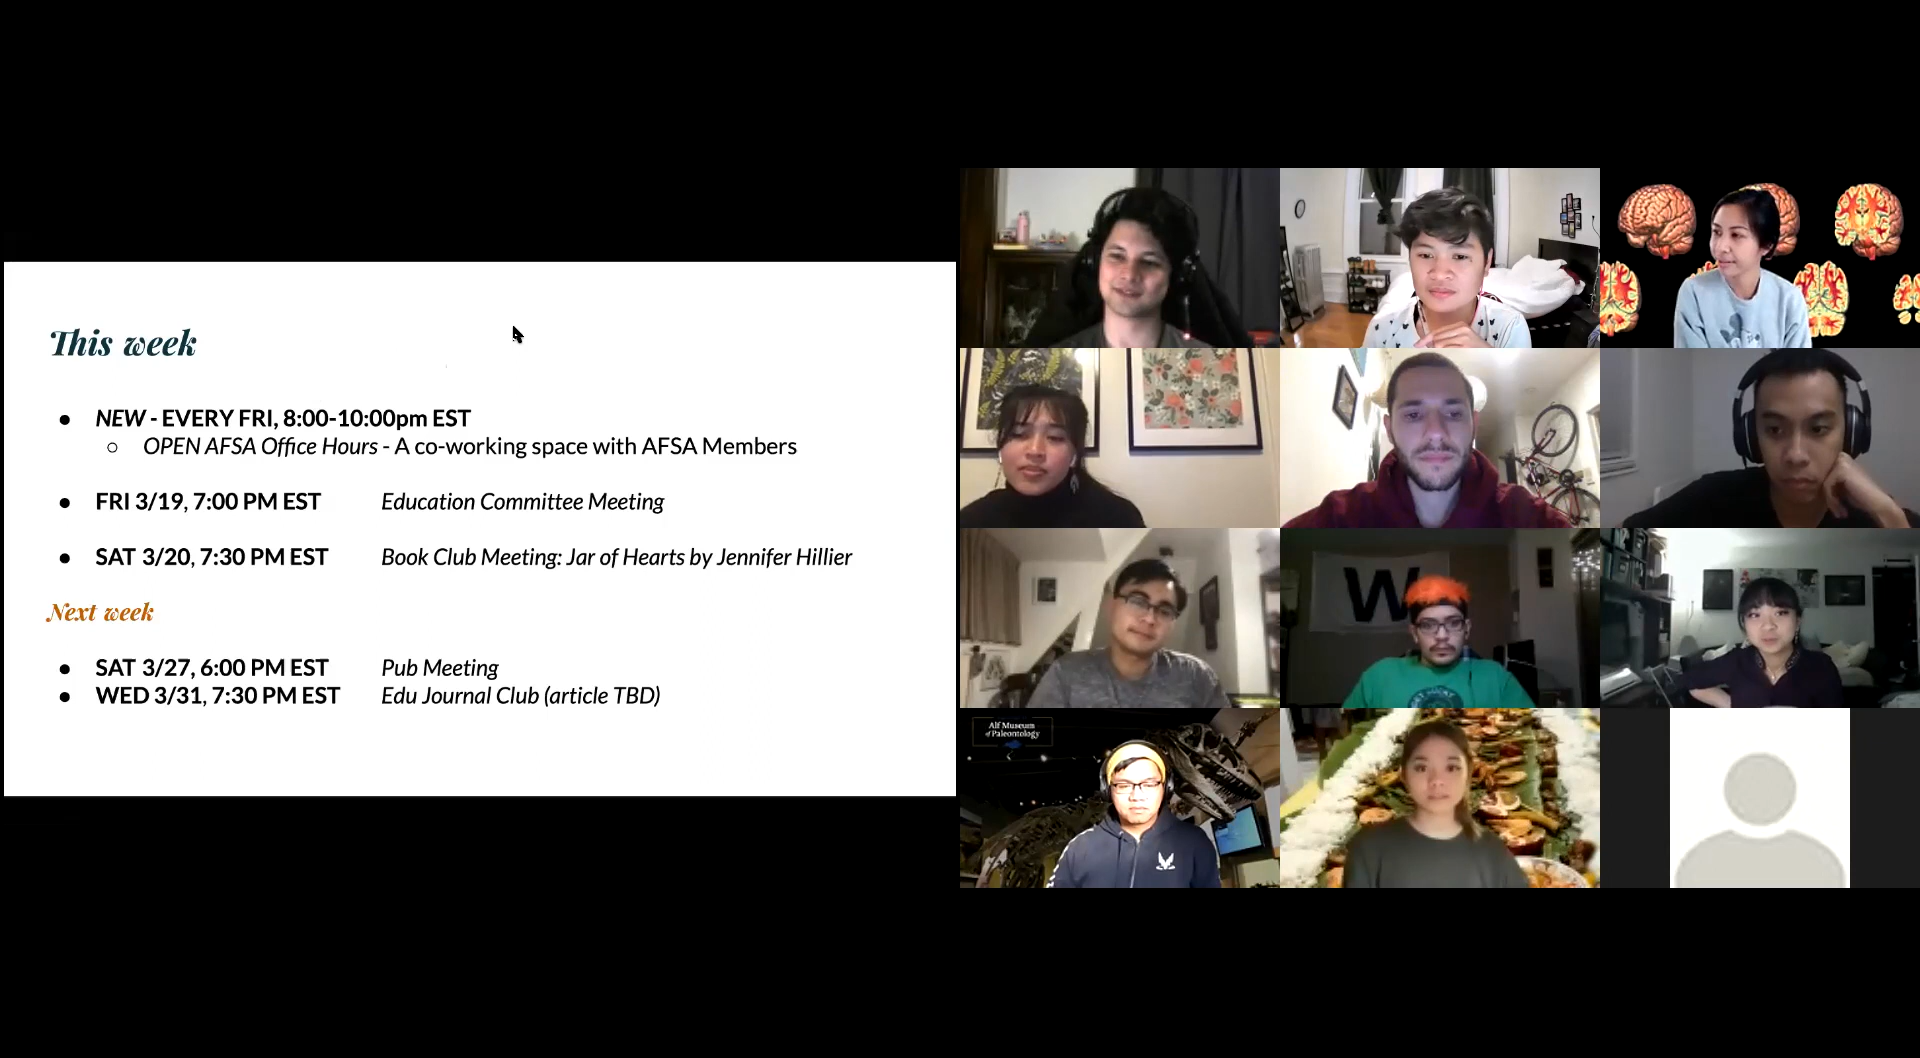 This week
● NEW - EVERY FRI, 8:00-10:00pm EST
○ OPEN AFSA Office Hours - A co-working space with AFSA Members
● FRI 3/19, 7:00 PM EST Education Committee Meeting
● SAT 3/20, 7:30 PM EST Book Club Meeting: Jar of Hearts by Jennifer Hillier
Next week
● SAT 3/27, 6:00 PM EST Pub Meeting
● WED 3/31, 7:30 PM EST Edu Journal Club (article TBD)
W
Alf Museum
of Paleontology